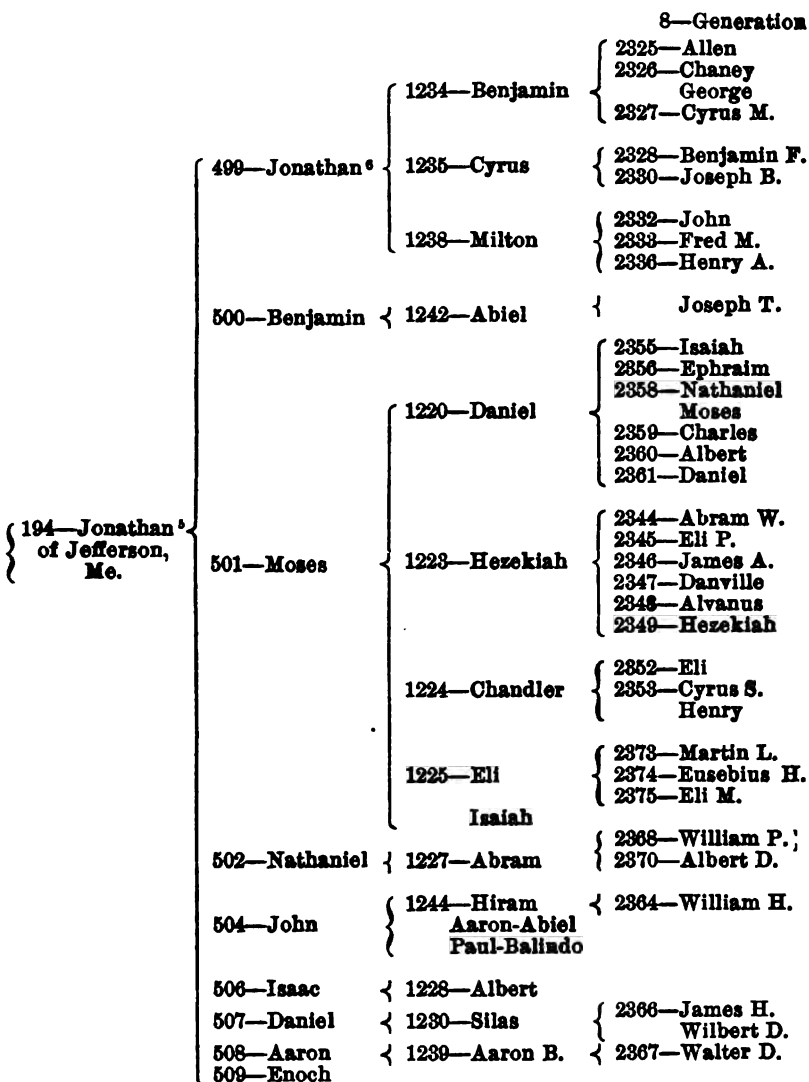 8—Generation
2325—Allen
1234—Benjamin 2326—Chaney
George
2327—Cyrus M.
499—Jonathan⁶ 1235—Cyrus 2328—Benjamin F.
2330—Joseph B.
2332—John
1238—Milton 2333—Fred M.
2336—Henry A.
500—Benjamin 1242—Abiel Joseph T.
2355—Isaiah
2356—Ephraim
2358—Nathaniel
1220—Daniel Moses
2359—Charles
2360—Albert
2361—Daniel
194—Jonathan⁵
of Jefferson,
Me.
2344—Abram W.
2345—Eli P.
501—Moses 1223—Hezekiah 2346—James A.
2347—Danville
2348—Alvanus
2349—Hezekiah
2352—Eli
1224—Chandler 2353—Cyrus S.
Henry
2373—Martin L.
1225—Eli 2374—Eusebius H.
2375—Eli M.
Isaiah
2368—William P.
502—Nathaniel 1227—Abram 2370—Albert D.
1244—Hiram 2364—William H.
504—John Aaron-Abiel
Paul-Balindo
506—Isaac 1228—Albert
507—Daniel 1230—Silas 2366—James H.
Wilbert D.
508—Aaron 1239—Aaron B. 2367—Walter D.
509—Enoch